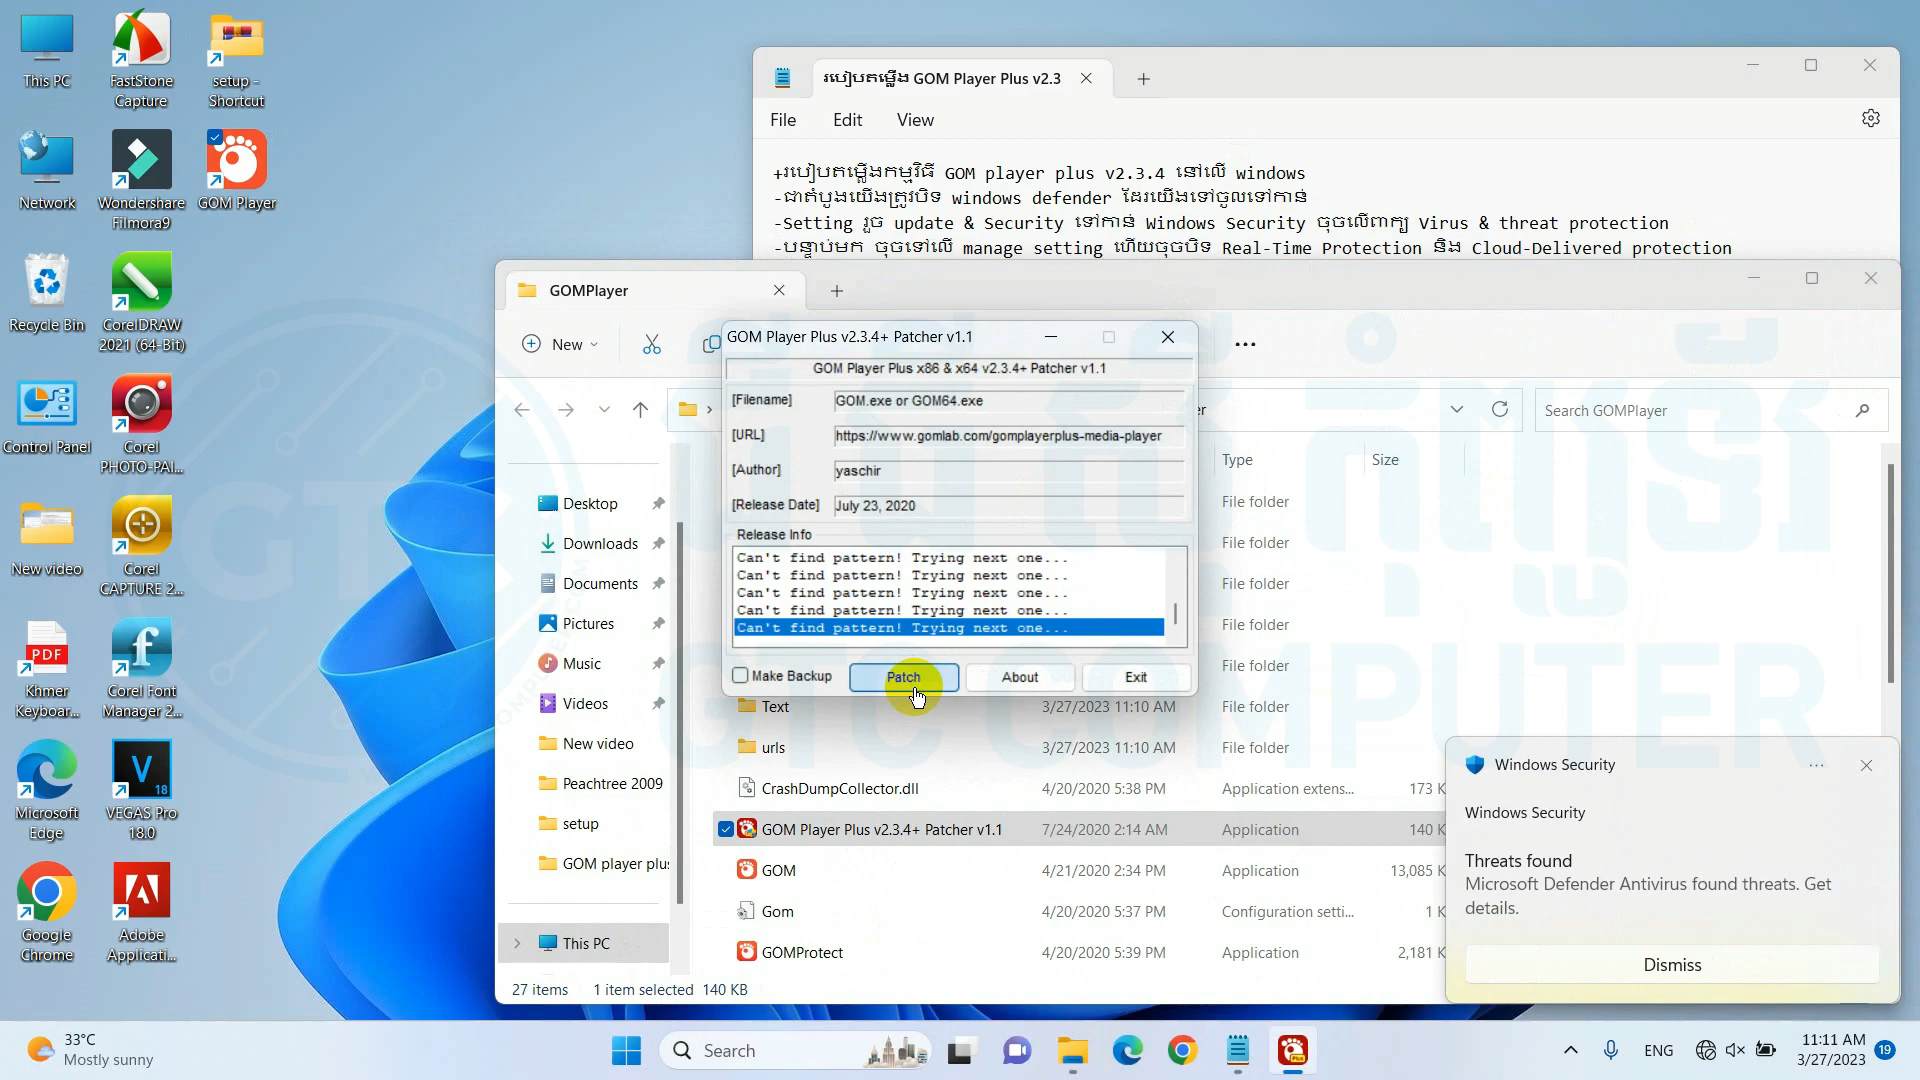 This PC
FastStone
Capture
setup -
Shortcut
Network
Wondershare
Filmora9
GOM Player
Recycle Bin
CorelDRAW
2021 (64-Bit)
Control Panel
Corel
PHOTO-PAI...
New video
Corel
CAPTURE 2...
PDF
Khmer
Keyboar...
Corel Font
Manager 2...
Microsoft
Edge
VEGAS Pro
18.0
Google
Chrome
Adobe
Applicati...
របៀបតម្លើង GOM Player Plus v2.3
File Edit View
+របៀបតម្លើងកម្មវិធី GOM player plus v2.3.4 នៅលើ windows
-ជាតំបូងយើងត្រូវបិទ windows defender ដែរយើងទៅចូលទៅកាន់
-Setting រួច update & Security ទៅកាន់ Windows Security ចុចលើពាក្យ Virus & threat protection
-បន្ទាប់មក ចុចទៅលើ manage setting ហើយចុចបិទ Real-Time Protection និង Cloud-Delivered protection
GOMPlayer
New
Search GOMPlayer
Type Size
GOM Player Plus v2.3.4+ Patcher v1.1
GOM Player Plus x86 & x64 v2.3.4+ Patcher v1.1
[Filename] GOM.exe or GOM64.exe
[URL] https://www.gomlab.com/gomplayerplus-media-player
[Author] yaschir
[Release Date] July 23, 2020
Release Info
Can't find pattern! Trying next one...
Can't find pattern! Trying next one...
Can't find pattern! Trying next one...
Can't find pattern! Trying next one...
Can't find pattern! Trying next one...
Make Backup Patch About Exit
Desktop
Downloads
Documents
Pictures
Music
Videos
New video
Peachtree 2009
setup
GOM player plu
This PC
File folder
File folder
File folder
File folder
File folder
Text 3/27/2023 11:10 AM File folder
urls 3/27/2023 11:10 AM File folder
CrashDumpCollector.dll 4/20/2020 5:38 PM Application extens... 173 K
GOM Player Plus v2.3.4+ Patcher v1.1 7/24/2020 2:14 AM Application 140 K
GOM 4/21/2020 2:34 PM Application 13,085 K
Gom 4/20/2020 5:37 PM Configuration setti... 1 K
GOMProtect 4/20/2020 5:39 PM Application 2,181 K
27 items 1 item selected 140 KB
Windows Security
Windows Security
Threats found
Microsoft Defender Antivirus found threats. Get
details.
Dismiss
GTC COMPUTER
33°C
Mostly sunny
Search
ENG
11:11 AM
3/27/2023
19